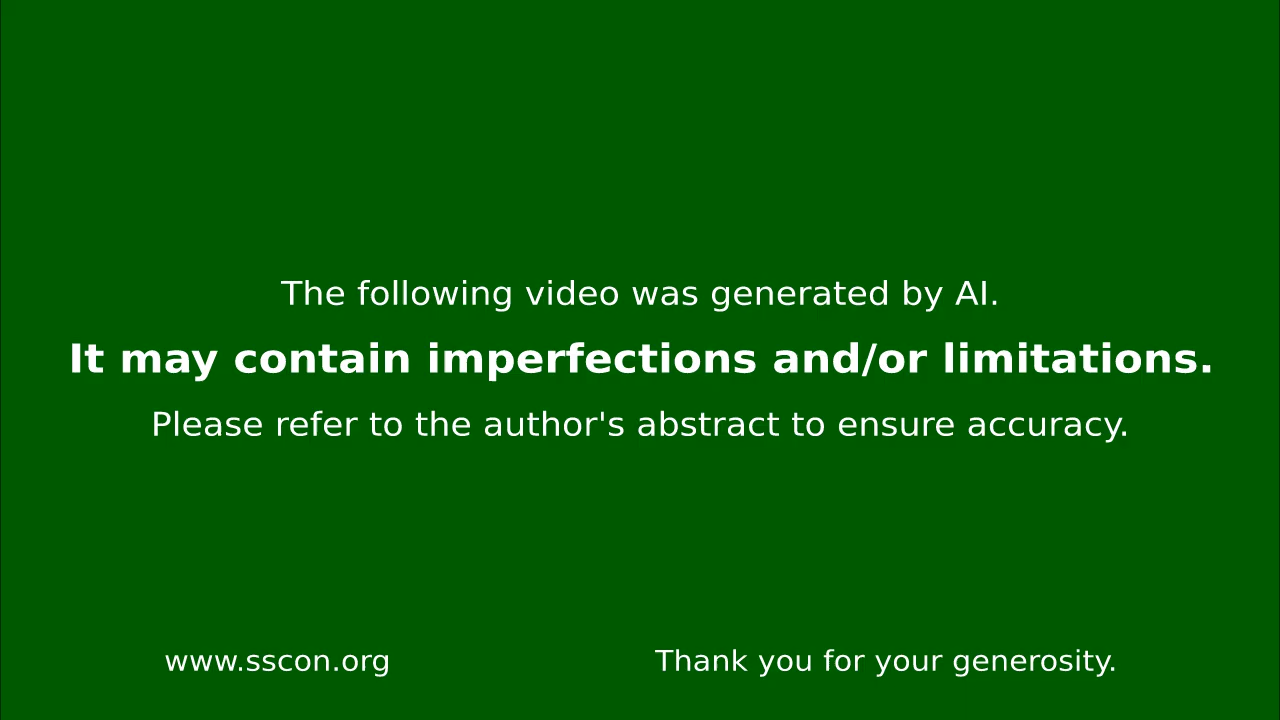 The following video was generated by AI.
It may contain imperfections and/or limitations.
Please refer to the author's abstract to ensure accuracy.
www.sscon.org
Thank you for your generosity.